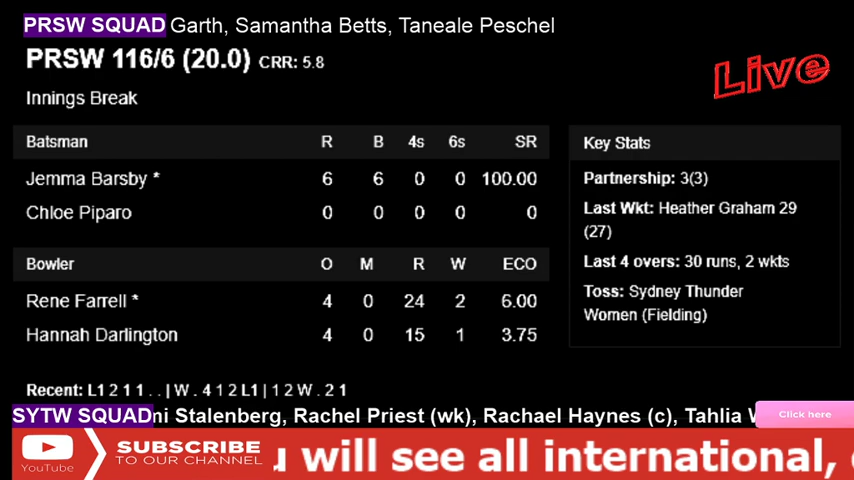 PRSW SQUAD Garth, Samantha Betts, Taneale Peschel
PRSW 116/6 (20.0) CRR: 5.8
Live
Innings Break
Batsman R B 4s 6s SR
Jemma Barsby * 6 6 0 0 100.00
Chloe Piparo 0 0 0 0 0
Key Stats
Partnership: 3(3)
Last Wkt: Heather Graham 29
(27)
Last 4 overs: 30 runs, 2 wkts
Toss: Sydney Thunder
Women (Fielding)
Bowler O M R W ECO
Rene Farrell * 4 0 24 2 6.00
Hannah Darlington 4 0 15 1 3.75
Recent: L1 2 1 1 . . | W . 4 1 2 L1 | 1 2 W . 2 1
SYTW SQUAD Stalenberg, Rachel Priest (wk), Rachael Haynes (c), Tahlia
Click here
YouTube
SUBSCRIBE
TO OUR CHANNEL
will see all international,